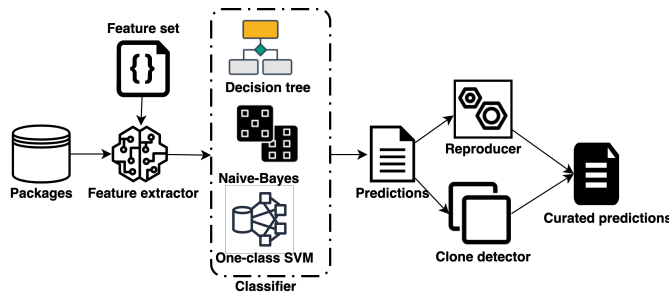 Feature set
{}
Decision tree
Packages
Feature extractor
Naive-Bayes
Predictions
Reproducer
Curated predictions
One-class SVM
Clone detector
Classifier